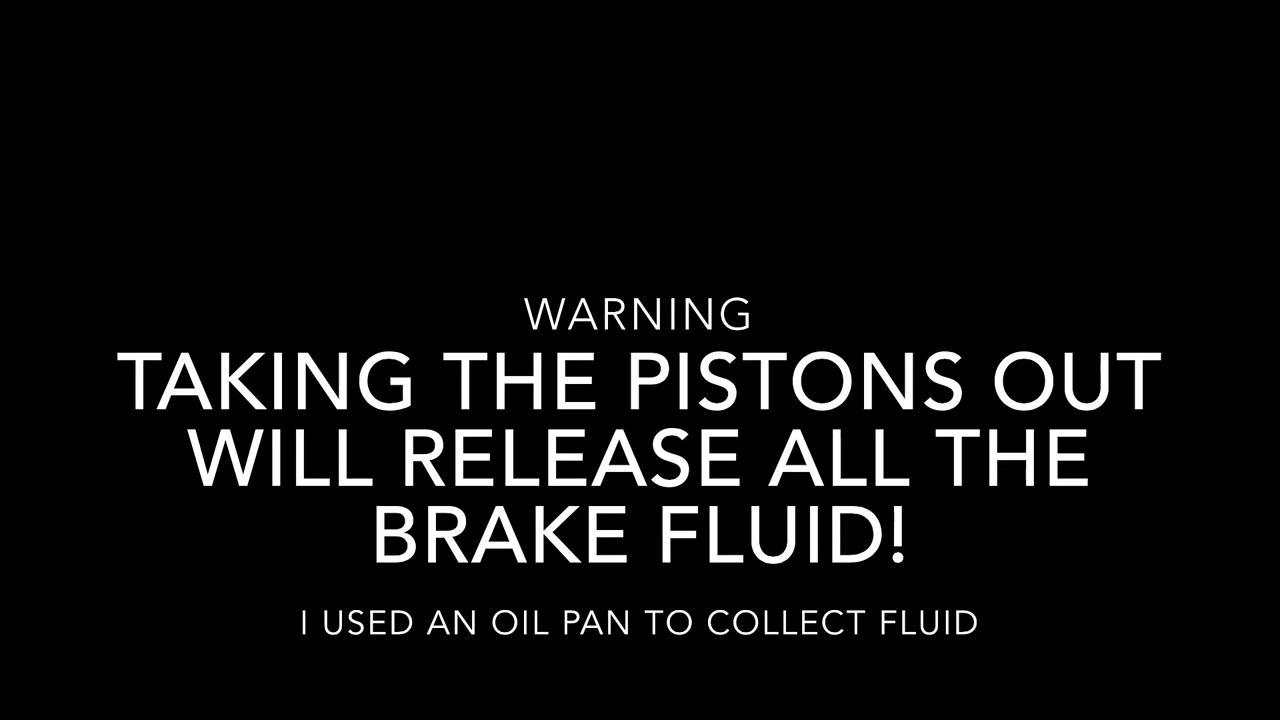 WARNING
TAKING THE PISTONS OUT
WILL RELEASE ALL THE
BRAKE FLUID!
I USED AN OIL PAN TO COLLECT FLUID